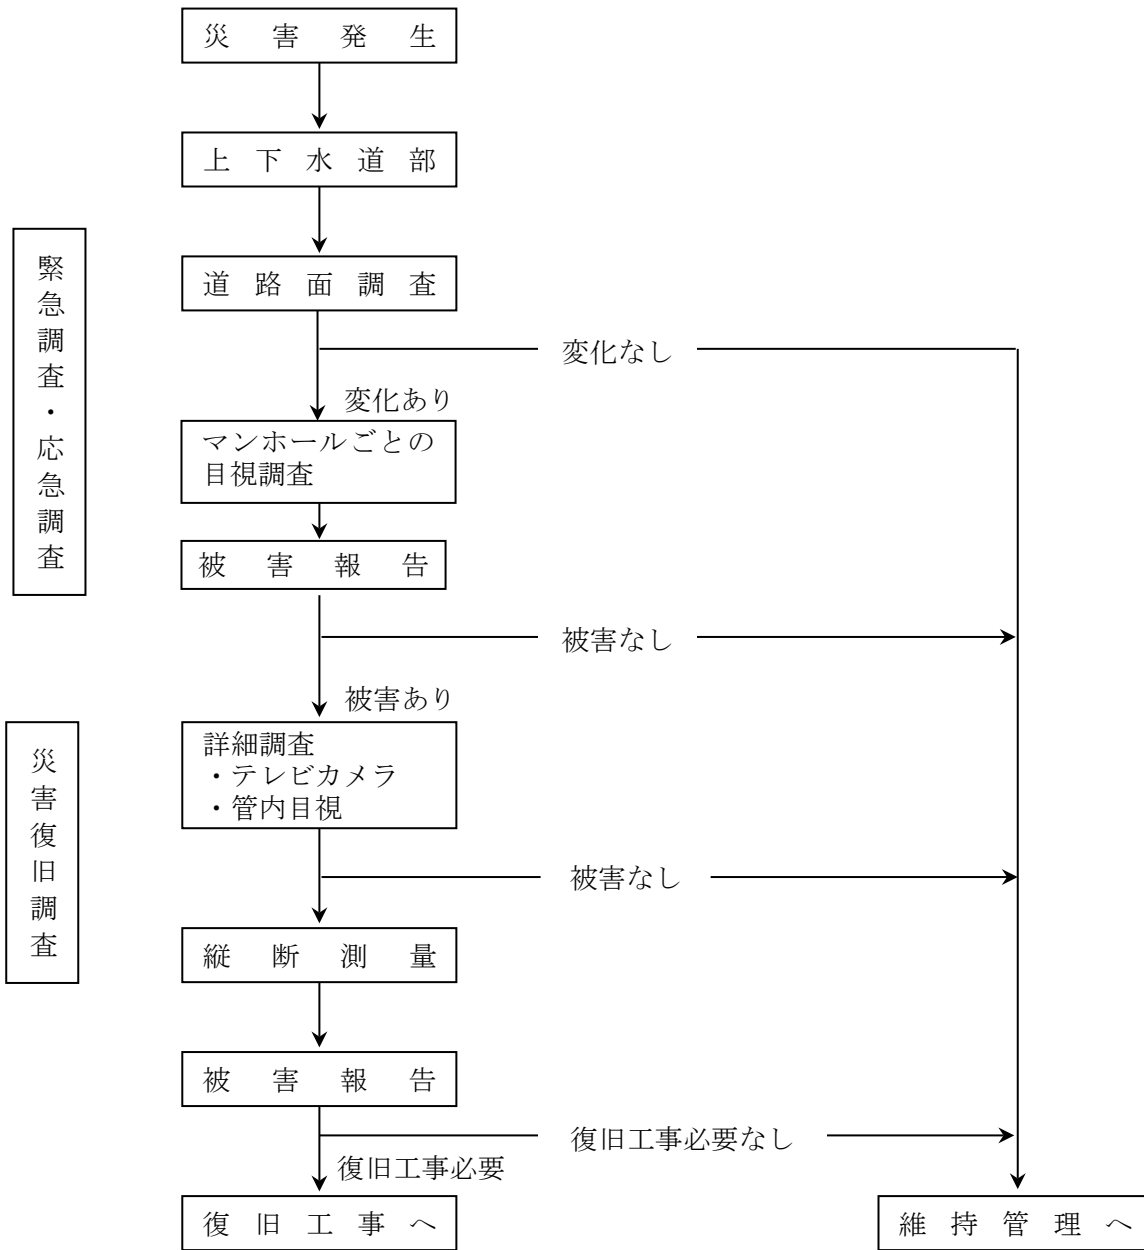 災害発生
上下水道部
緊急調査・応急調査
道路面調査
変化なし
変化あり
マンホールごとの
目視調査
被害報告
被害なし
被害あり
災害復旧調査
詳細調査
・テレビカメラ
・管内目視
被害なし
縦断測量
被害報告
復旧工事必要なし
復旧工事必要
復旧工事へ
維持管理へ